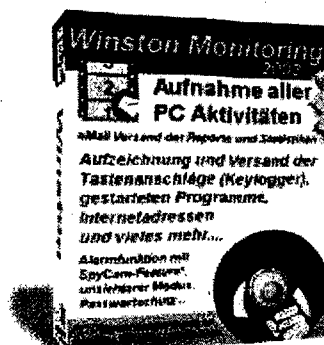 Winston Monitoring
Aufnahme aller
PC Aktivitäten
eMail Versand der Reporte und Statistiken
Aufzeichnung und Versand der
Tastenanschläge (Keylogger),
gestarteten Programme,
Internetadressen
und vieles mehr...
Alarmfunktion mit
SpyCam-Feature,
unsichtbarer Modus,
Passwortschutz...